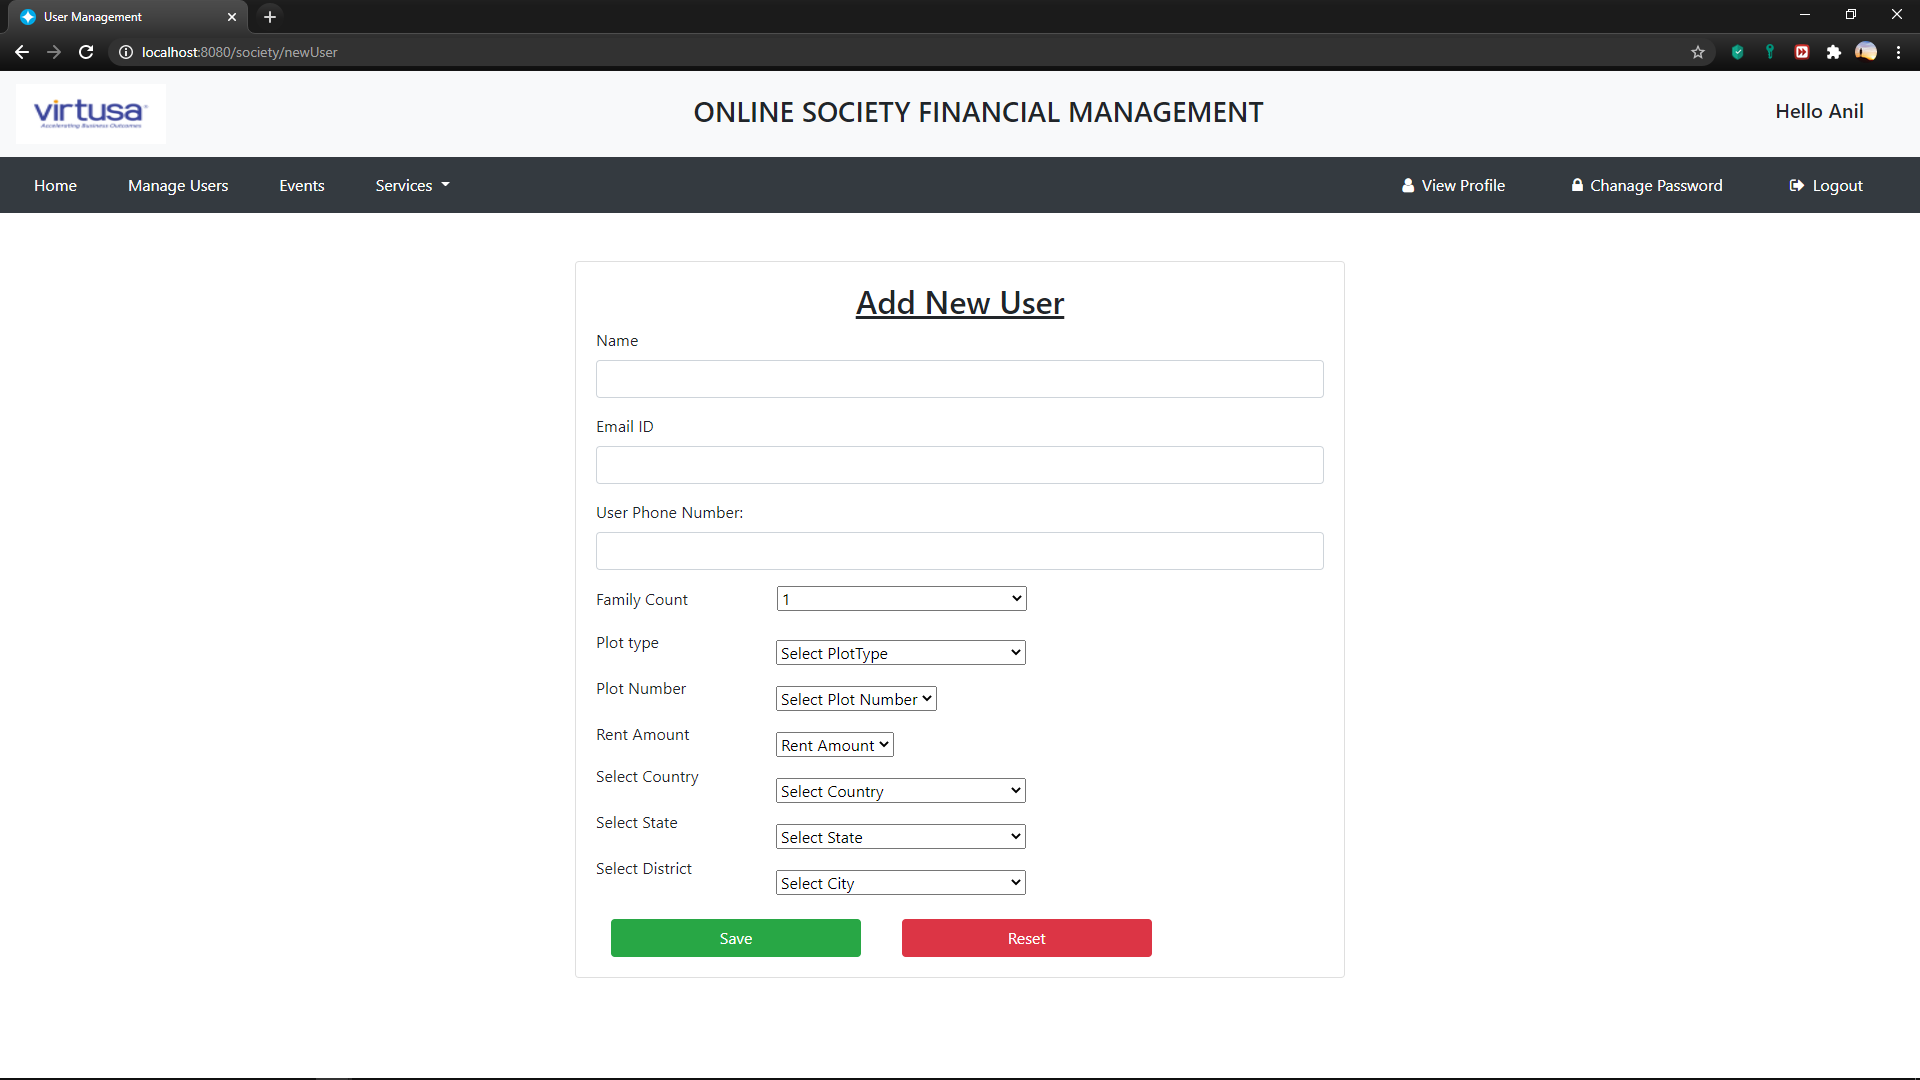 User Management
localhost:8080/society/newUser
virtusa
Accelerating Business Outcomes
ONLINE SOCIETY FINANCIAL MANAGEMENT
Hello Anil
Home Manage Users Events Services View Profile Chanage Password Logout
Add New User
Name
Email ID
User Phone Number:
Family Count 1
Plot type Select PlotType
Plot Number Select Plot Number
Rent Amount Rent Amount
Select Country Select Country
Select State Select State
Select District Select City
Save Reset